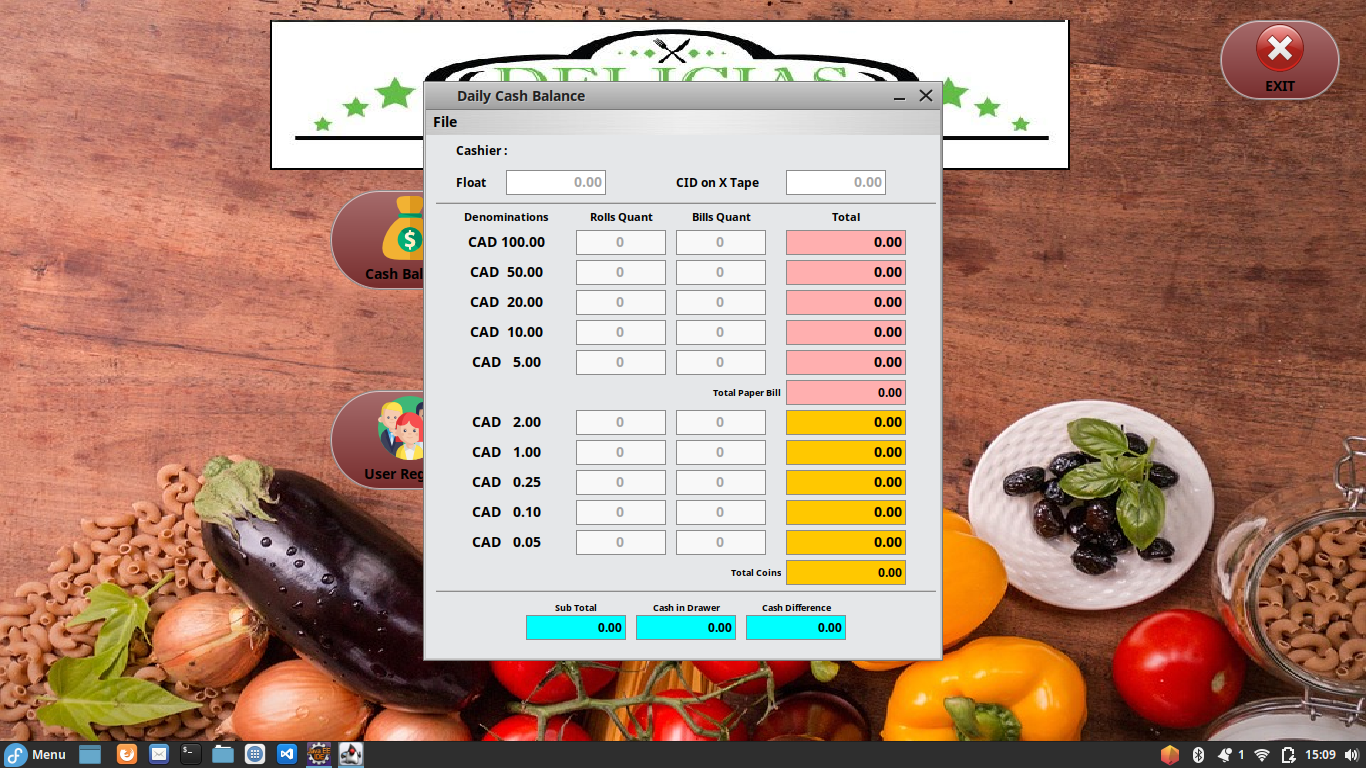 DELICIAS
EXIT
Daily Cash Balance
File
Cashier :
Float 0.00 CID on X Tape 0.00
Denominations Rolls Quant Bills Quant Total
CAD 100.00 0 0 0.00
CAD 50.00 0 0 0.00
CAD 20.00 0 0 0.00
CAD 10.00 0 0 0.00
CAD 5.00 0 0 0.00
Total Paper Bill 0.00
CAD 2.00 0 0 0.00
CAD 1.00 0 0 0.00
CAD 0.25 0 0 0.00
CAD 0.10 0 0 0.00
CAD 0.05 0 0 0.00
Total Coins 0.00
Sub Total Cash in Drawer Cash Difference
0.00 0.00 0.00
Cash Bal
User Reg
Menu
1 15:09